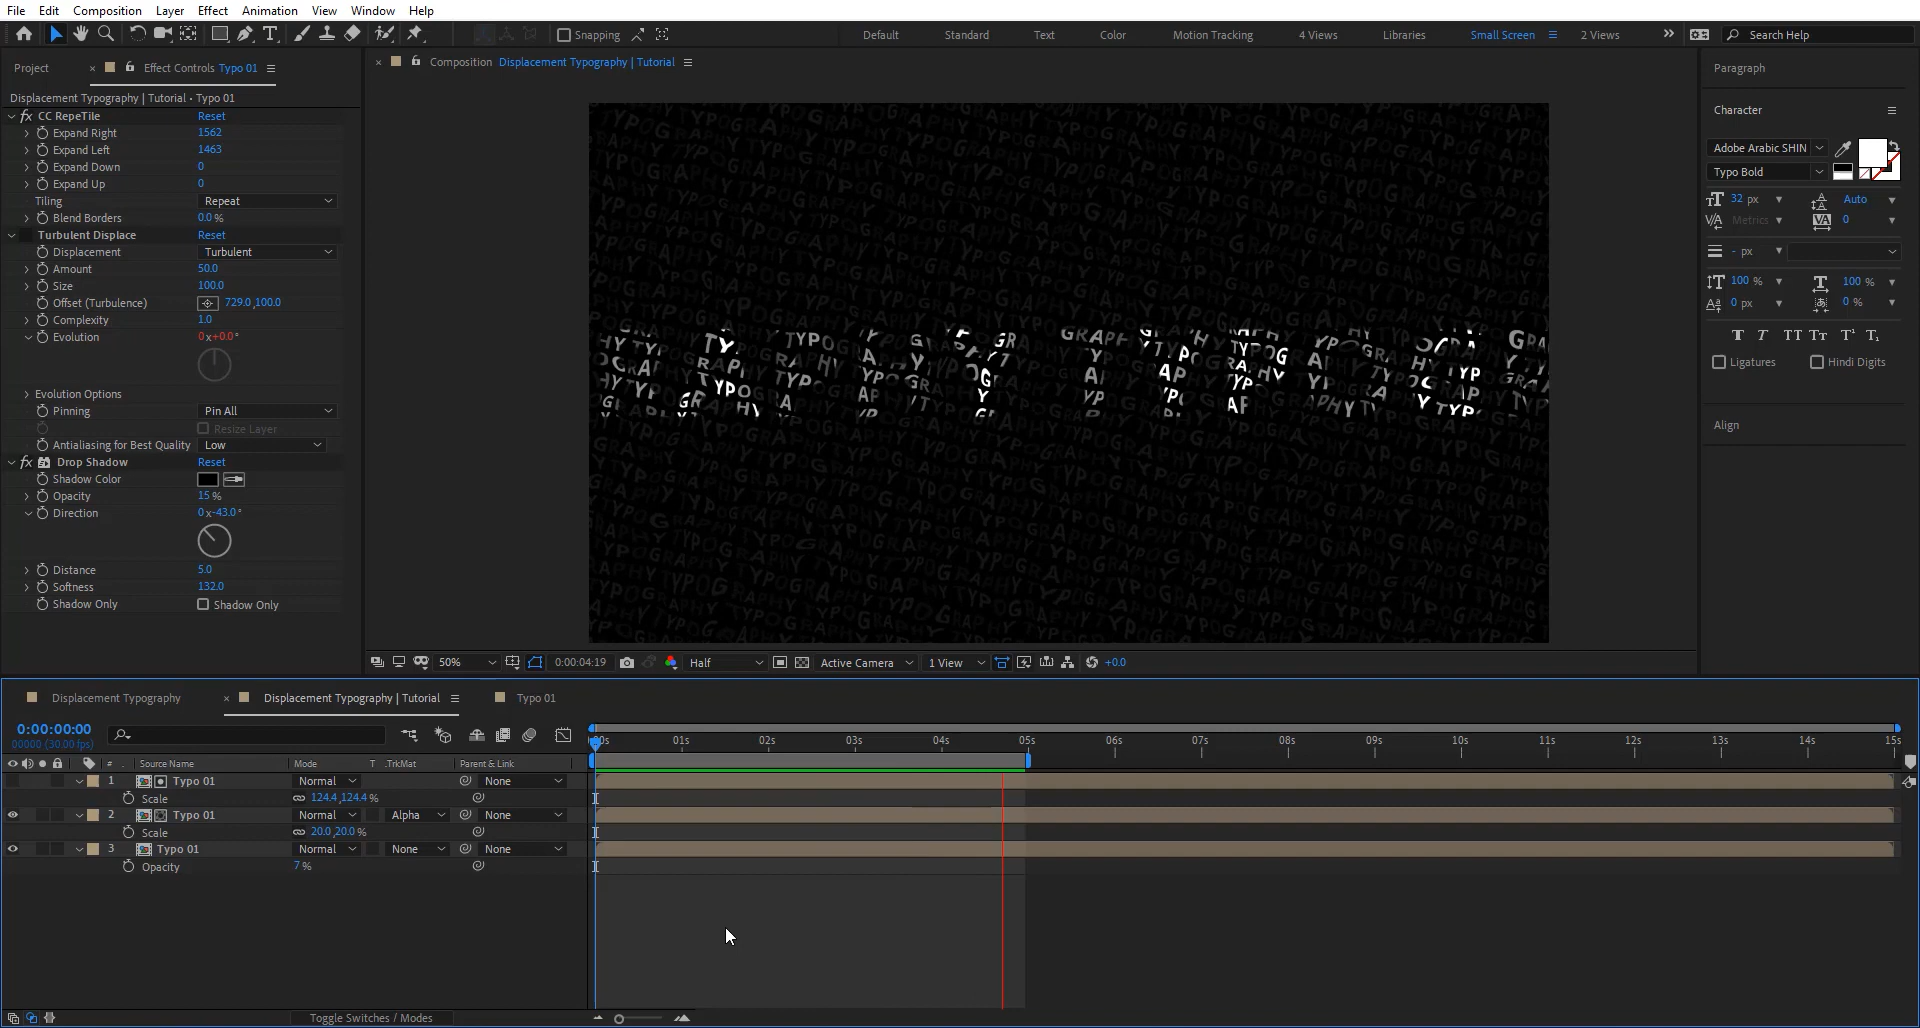 File Edit Composition Layer Effect Animation View Window Help
Snapping Default Standard Text Color Motion Tracking 4 Views Libraries Small Screen 2 Views Search Help
Project Effect Controls Typo 01
Displacement Typography | Tutorial • Typo 01
fx CC RepeTile Reset
Expand Right 1562
Expand Left 1463
Expand Down 0
Expand Up 0
Tiling Repeat
Blend Borders 0.0 %
Turbulent Displace Reset
Displacement Turbulent
Amount 50.0
Size 100.0
Offset (Turbulence) 729.0,100.0
Complexity 1.0
Evolution 0x+0.0°
Evolution Options
Pinning Pin All
Resize Layer
Antialiasing for Best Quality Low
fx Drop Shadow Reset
Shadow Color
Opacity 15 %
Direction 0x-43.0°
Distance 5.0
Softness 132.0
Shadow Only Shadow Only
Composition Displacement Typography | Tutorial
50% 0:00:04:19 Half Active Camera 1 View +0.0
Paragraph
Character
Adobe Arabic SHIN
Typo Bold
32 px Auto
Metrics 0
- px
100 % 100 %
0 px 0 %
T T TT Tт T¹ T₁
Ligatures Hindi Digits
Align
Displacement Typography Displacement Typography | Tutorial Typo 01
0:00:00:00
00000 (30.00 fps)
01s 02s 03s 04s 05s 06s 07s 08s 09s 10s 11s 12s 13s 14s 15s
# Source Name Mode T .TrkMat Parent & Link
1 Typo 01 Normal None
Scale 124.4,124.4 %
2 Typo 01 Normal Alpha None
Scale 20.0,20.0 %
3 Typo 01 Normal None None
Opacity 7 %
Toggle Switches / Modes